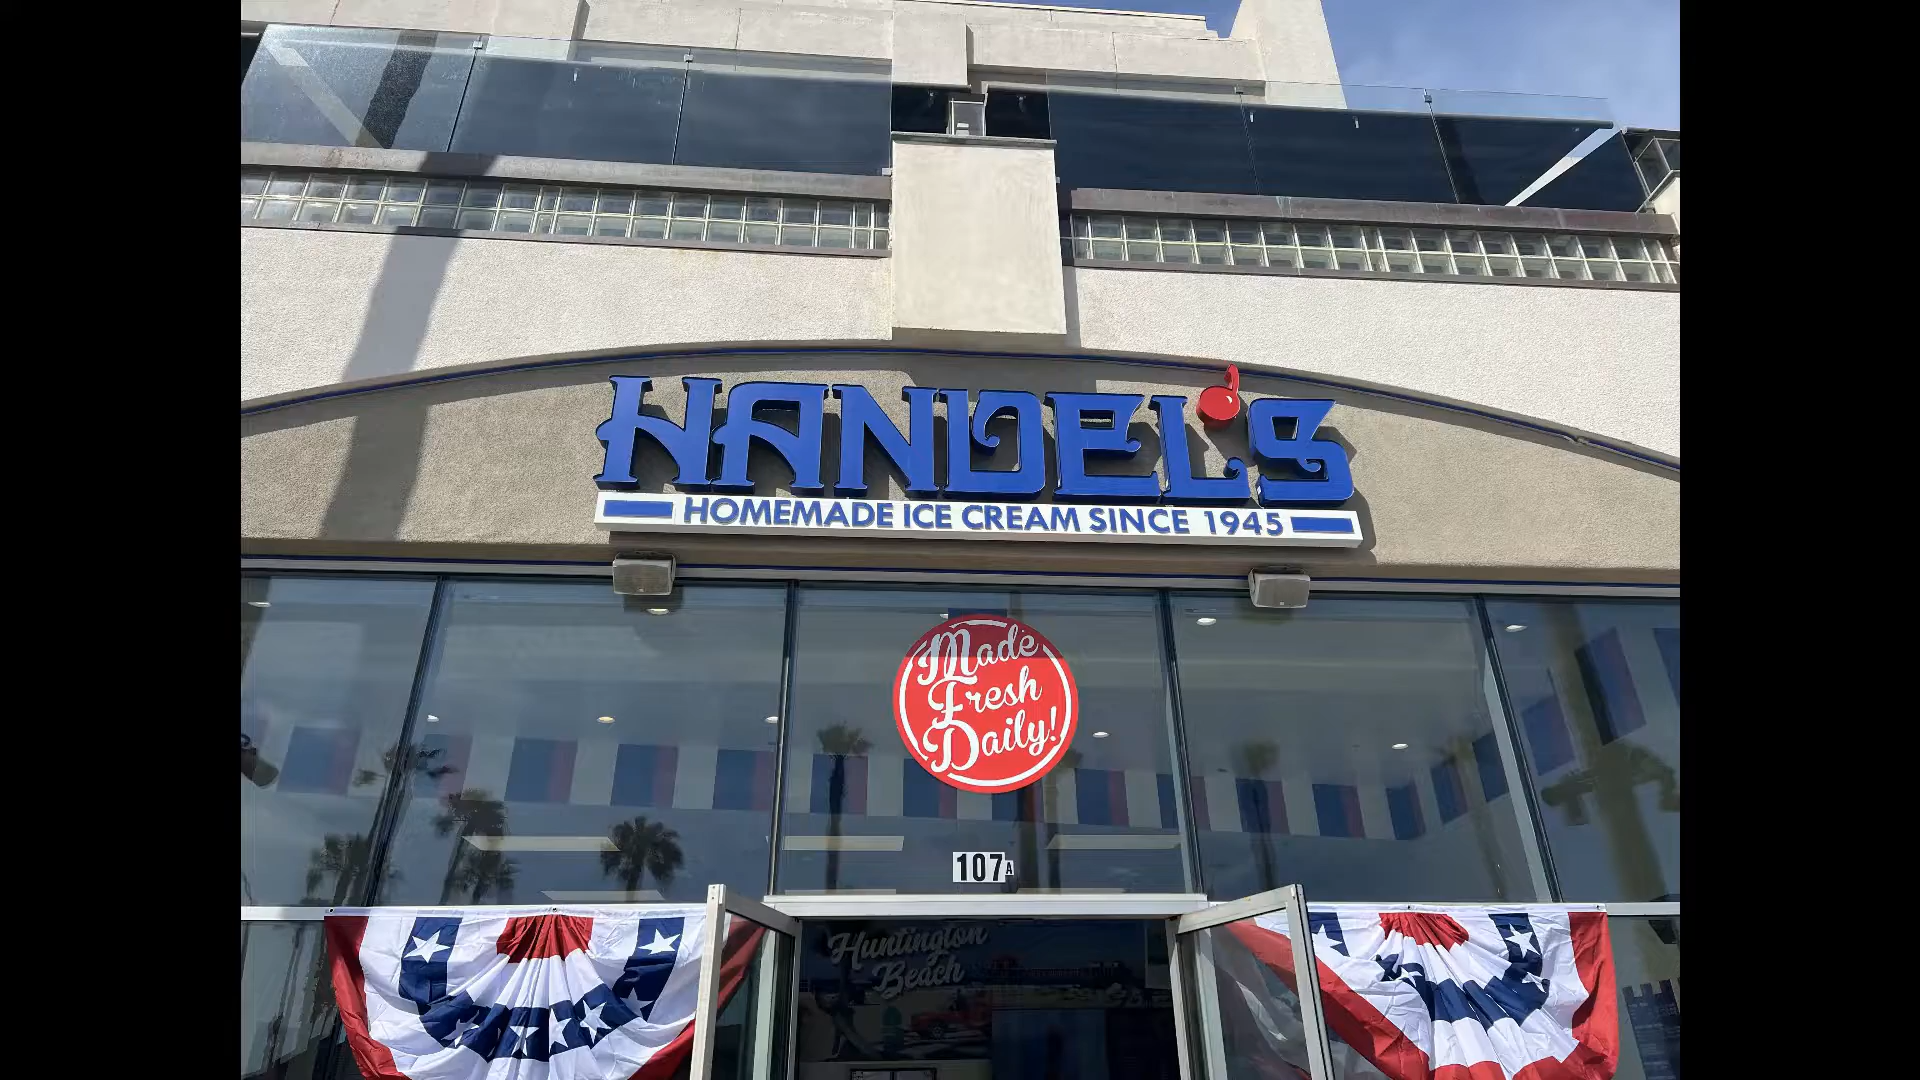 HANDEL'S
HOMEMADE ICE CREAM SINCE 1945
Made
Fresh
Daily!
107A
Huntington
Beach